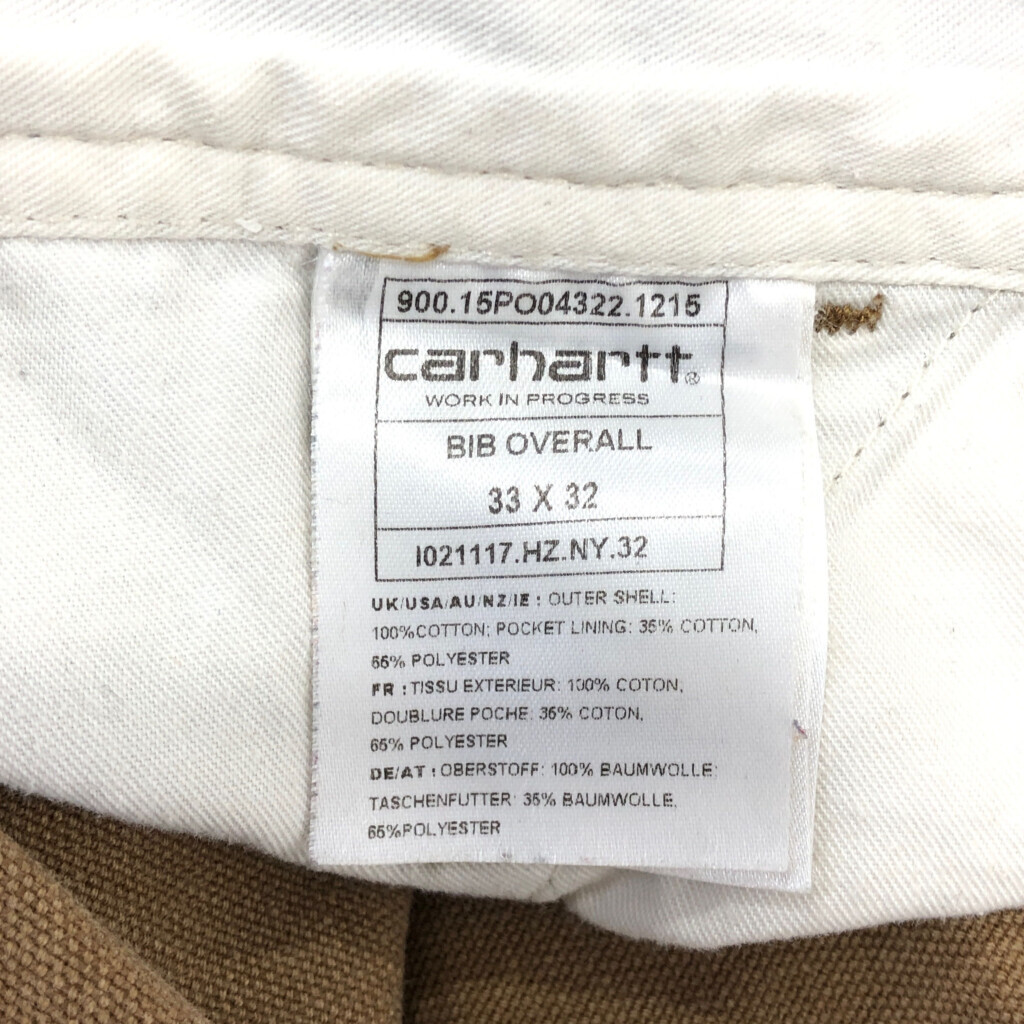 900.15PO04322.1215
carhartt®
WORK IN PROGRESS
BIB OVERALL
33 X 32
I021117.HZ.NY.32
UK/USA/AU/NZ/IE : OUTER SHELL:
100%COTTON; POCKET LINING: 35% COTTON,
65% POLYESTER
FR : TISSU EXTERIEUR: 100% COTON,
DOUBLURE POCHE: 35% COTON,
65% POLYESTER
DE/AT : OBERSTOFF: 100% BAUMWOLLE;
TASCHENFUTTER: 35% BAUMWOLLE,
65%POLYESTER